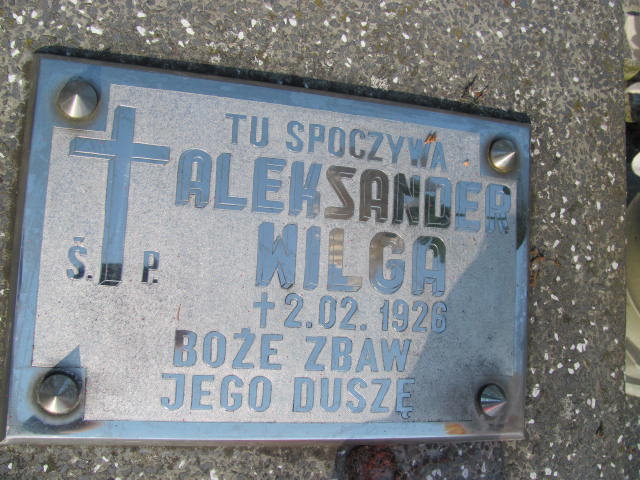 TU SPOCZYWA
ALEKSANDER
WILGA
Ś. P.
† 2.02.1926
BOŻE ZBAW
JEGO DUSZĘ